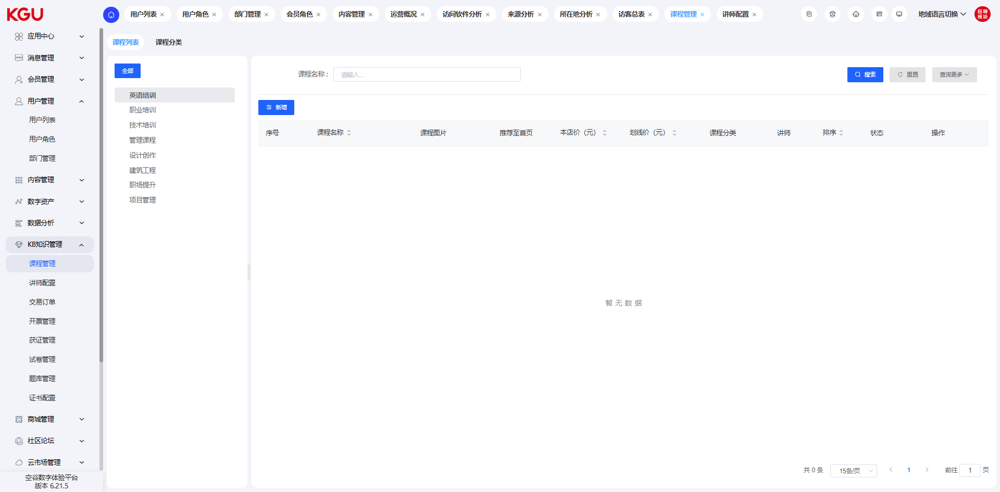 KGU
用户列表
用户角色
部门管理
会员角色
内容管理
运营概况
访问软件分析
来源分析
所在地分析
访客总表
课程管理
讲师配置
地域语言切换
招聘
模块
应用中心
消息管理
会员管理
用户管理
用户列表
用户角色
部门管理
内容管理
数字资产
数据分析
KB知识管理
课程管理
讲师配置
交易订单
开票管理
获证管理
试卷管理
题库管理
证书配置
商城管理
社区论坛
云市场管理
空谷数字体验平台
版本 6.21.5
课程列表
课程分类
全部
英语培训
职业培训
技术培训
管理课程
设计创作
建筑工程
职场提升
项目管理
课程名称：
请输入...
搜索
重置
查询更多
新增
序号
课程名称
课程图片
推荐至首页
本店价（元）
划线价（元）
课程分类
讲师
排序
状态
操作
暂无数据
共 0 条
15条/页
1
前往
1
页